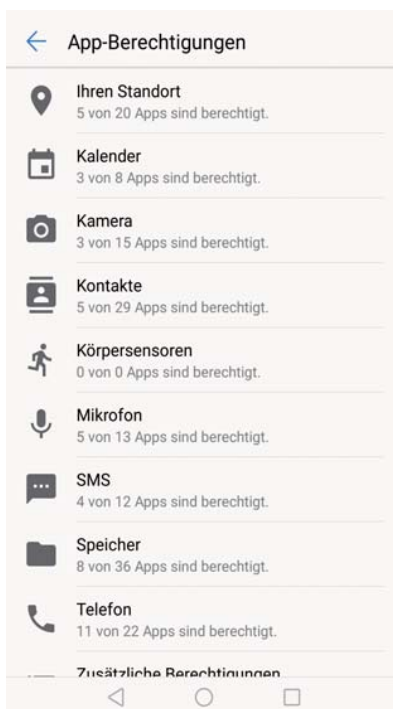 App-Berechtigungen
Ihren Standort
5 von 20 Apps sind berechtigt.
Kalender
3 von 8 Apps sind berechtigt.
Kamera
3 von 15 Apps sind berechtigt.
Kontakte
5 von 29 Apps sind berechtigt.
Körpersensoren
0 von 0 Apps sind berechtigt.
Mikrofon
5 von 13 Apps sind berechtigt.
SMS
4 von 12 Apps sind berechtigt.
Speicher
8 von 36 Apps sind berechtigt.
Telefon
11 von 22 Apps sind berechtigt.
Zusätzliche Berechtigungen